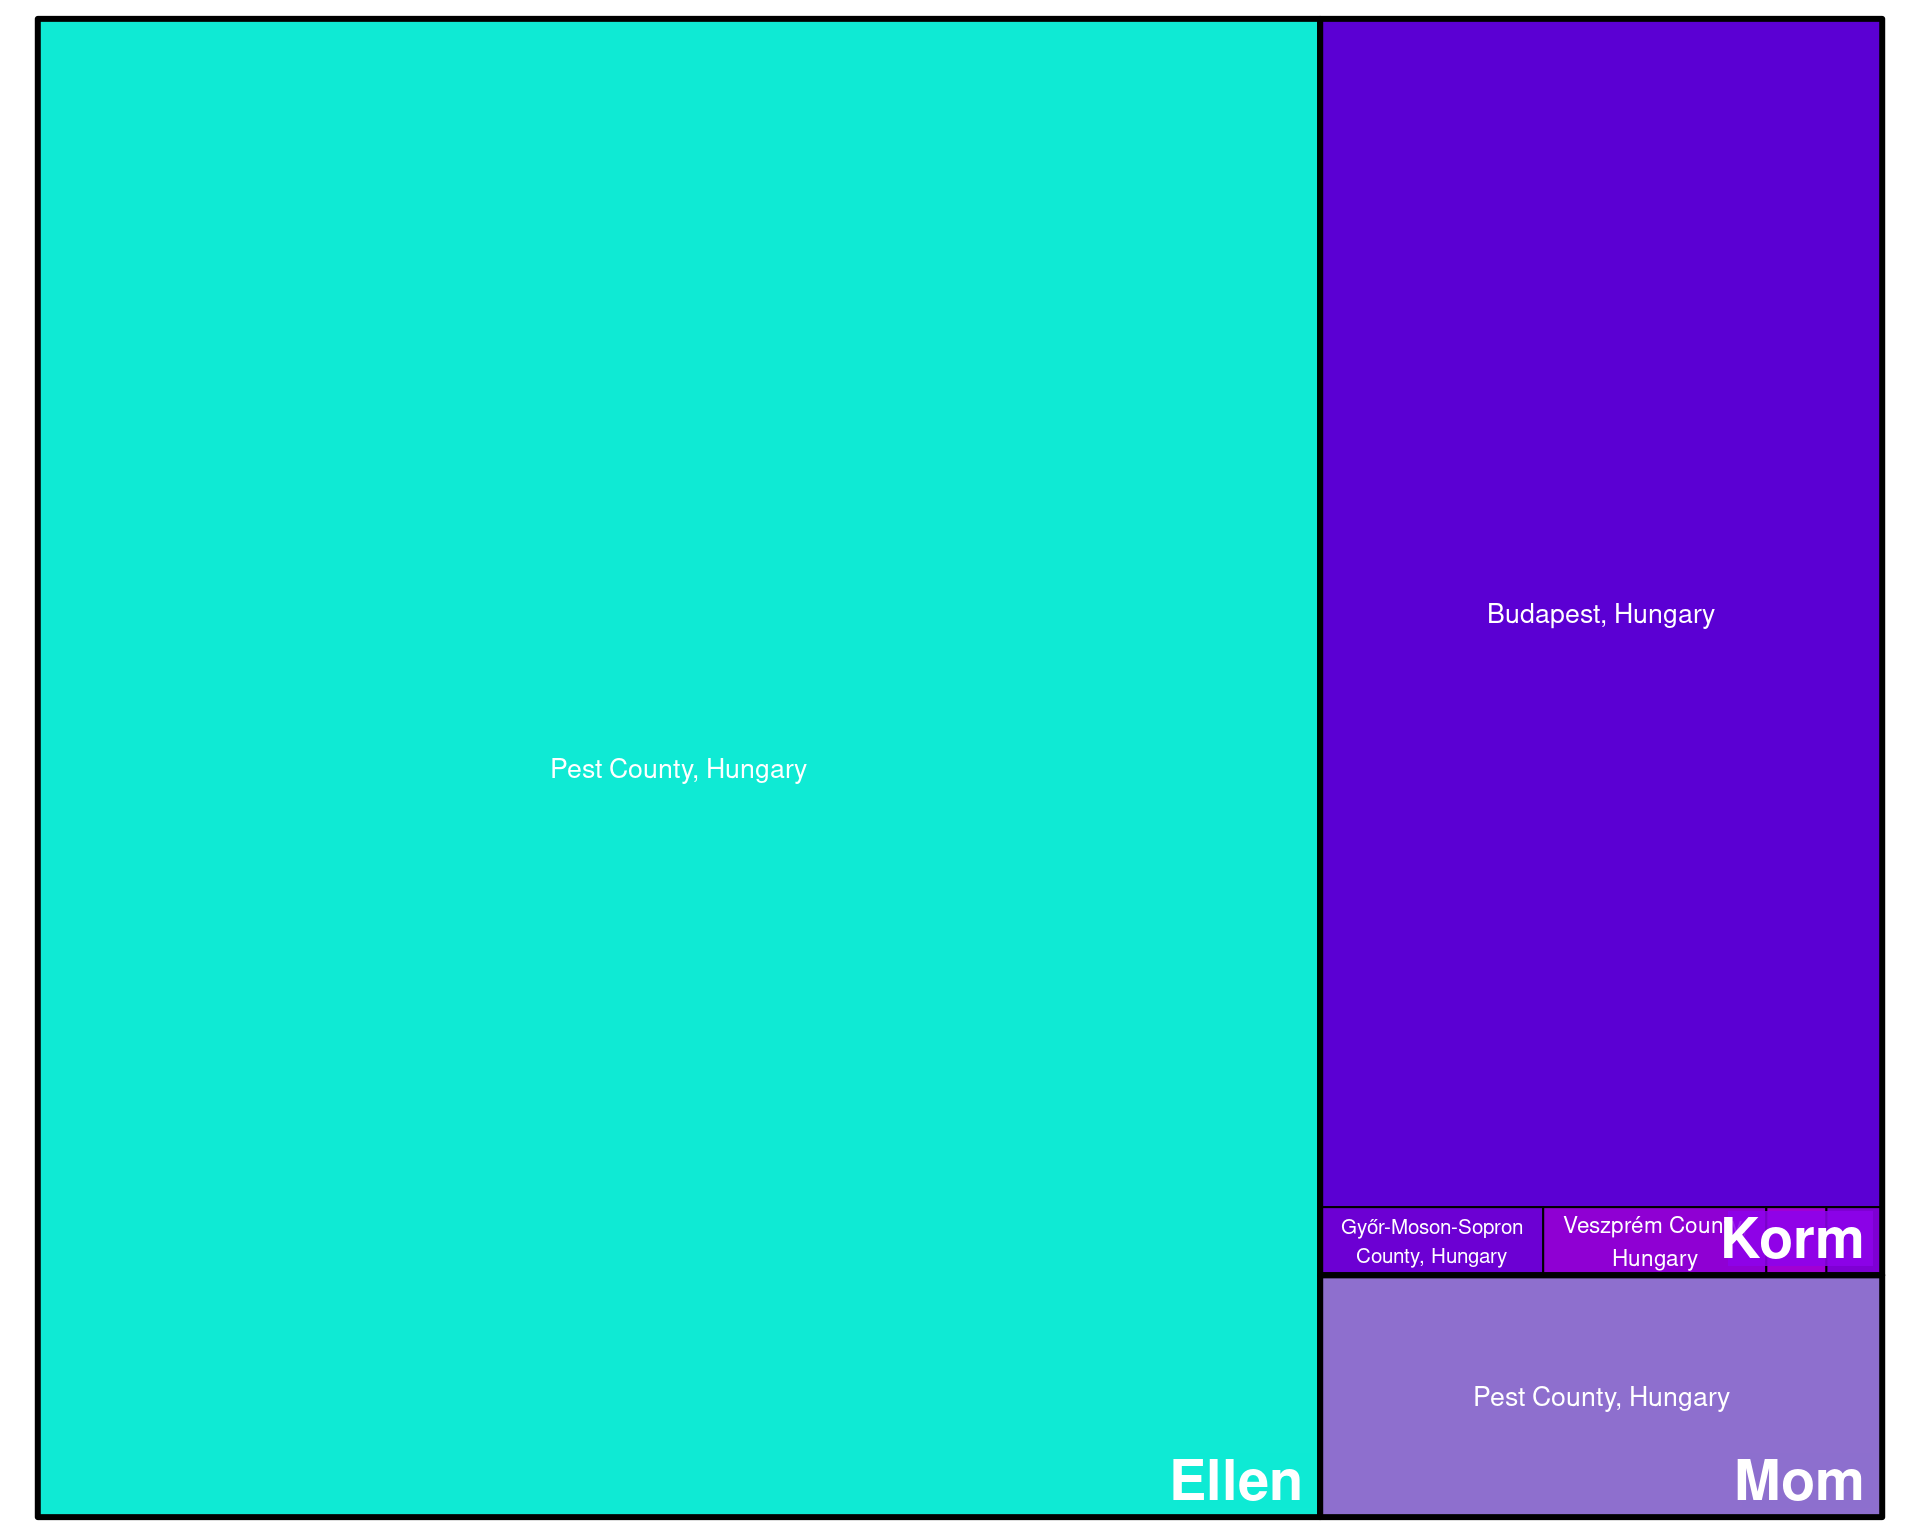 Budapest, Hungary
Pest County, Hungary
Győr-Moson-Sopron
County, Hungary
Veszprém Coun
Hungary
Korm
Pest County, Hungary
Ellen
Mom